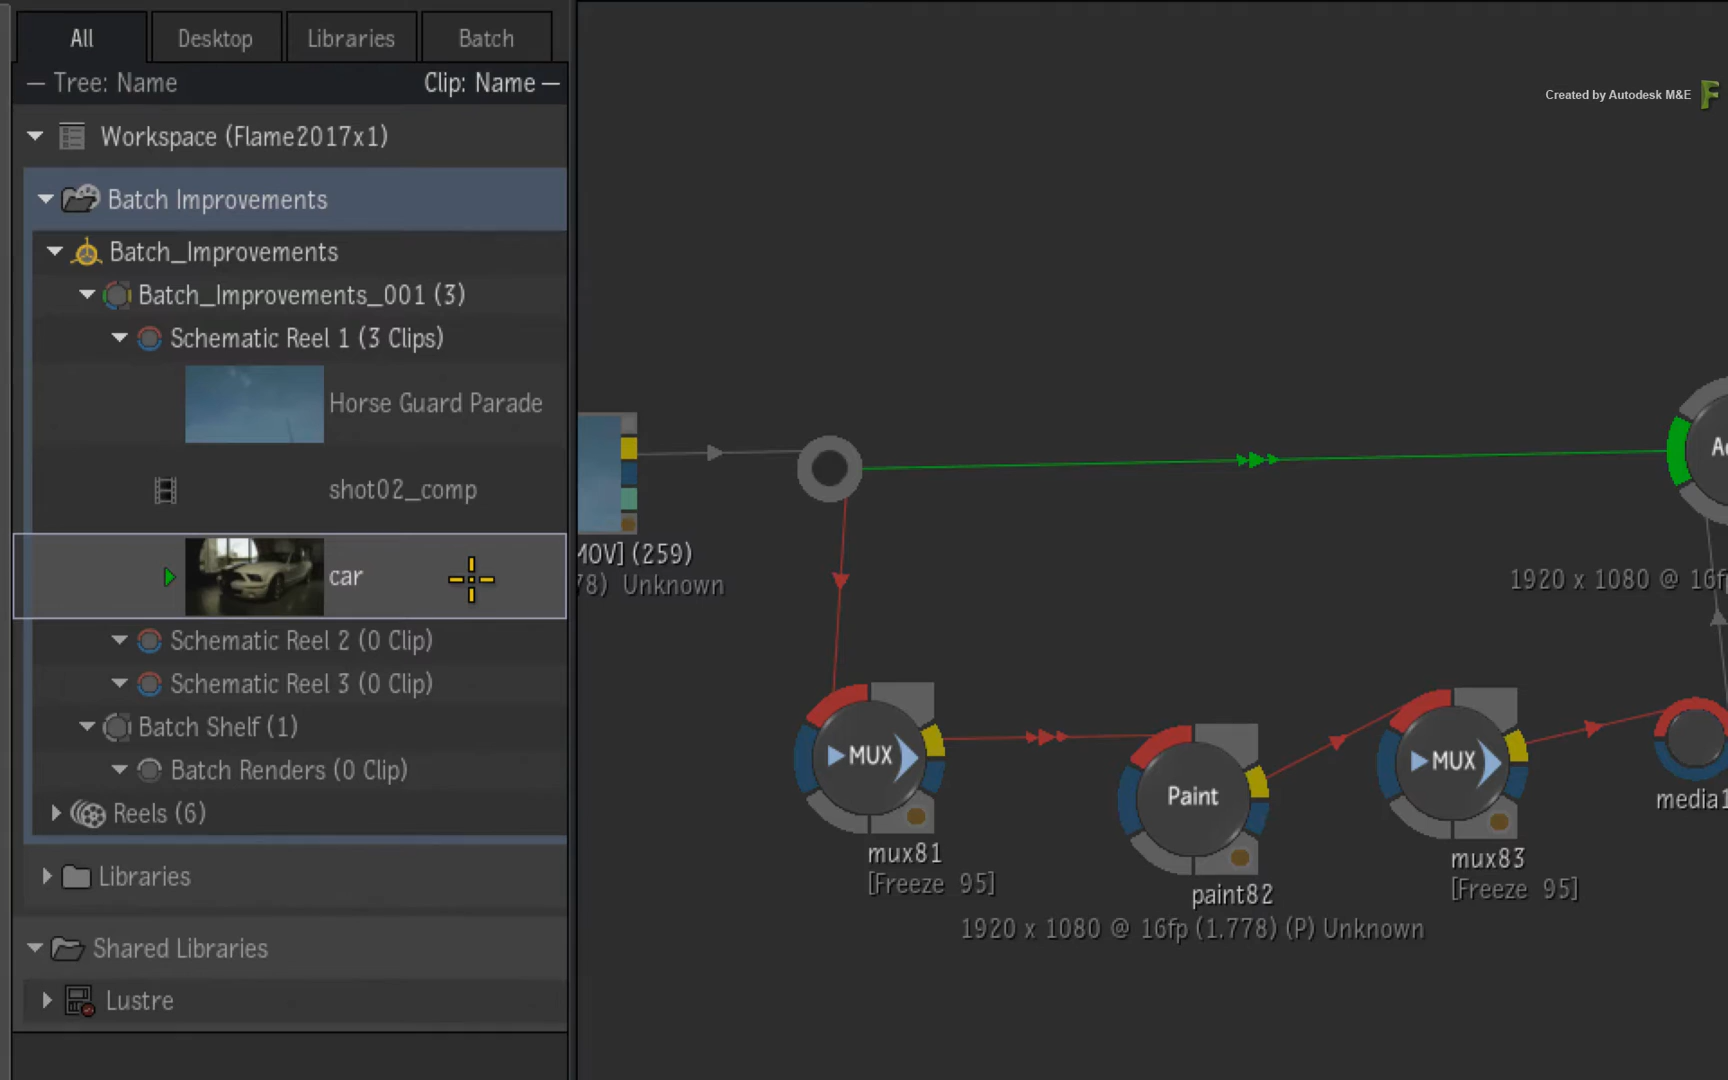 All
Desktop
Libraries
Batch
Tree: Name
Clip: Name
Created by Autodesk M&E
Workspace (Flame2017x1)
Batch Improvements
Batch_Improvements
Batch_Improvements_001 (3)
Schematic Reel 1 (3 Clips)
Horse Guard Parade
shot02_comp
car
Schematic Reel 2 (0 Clip)
Schematic Reel 3 (0 Clip)
Batch Shelf (1)
Batch Renders (0 Clip)
Reels (6)
Libraries
Shared Libraries
Lustre
MOV] (259)
78) Unknown
1920 x 1080 @ 16f
MUX
mux81
[Freeze 95]
Paint
paint82
1920 x 1080 @ 16fp (1.778) (P) Unknown
MUX
mux83
[Freeze 95]
media1